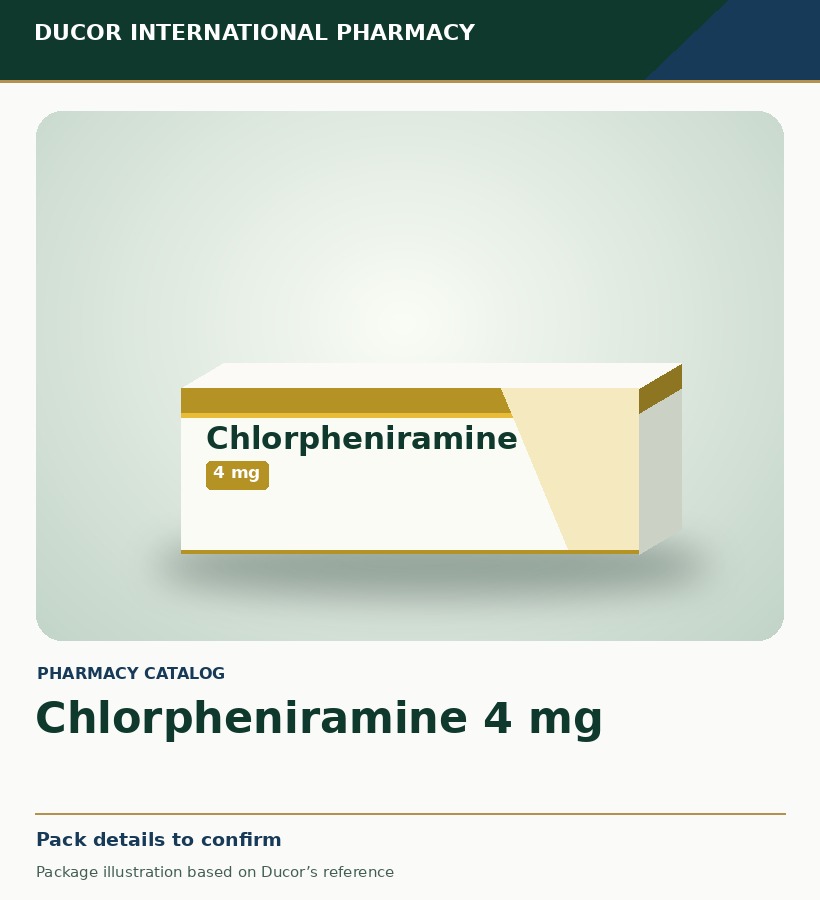 DUCOR INTERNATIONAL PHARMACY
Chlorpheniramine
4 mg
PHARMACY CATALOG
Chlorpheniramine 4 mg
Pack details to confirm
Package illustration based on Ducor’s reference